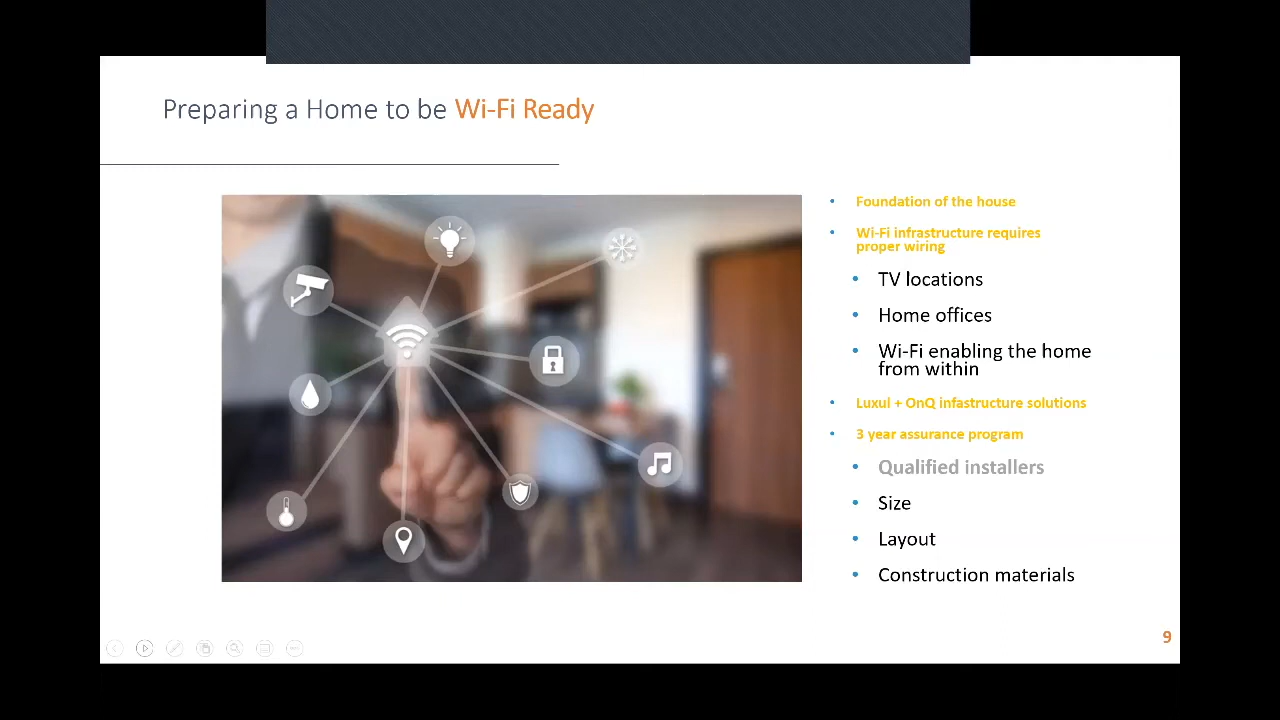 Preparing a Home to be Wi-Fi Ready
• Foundation of the house
• Wi-Fi infrastructure requires
proper wiring
• TV locations
• Home offices
• Wi-Fi enabling the home
from within
• Luxul + OnQ infastructure solutions
• 3 year assurance program
• Qualified installers
• Size
• Layout
• Construction materials
9